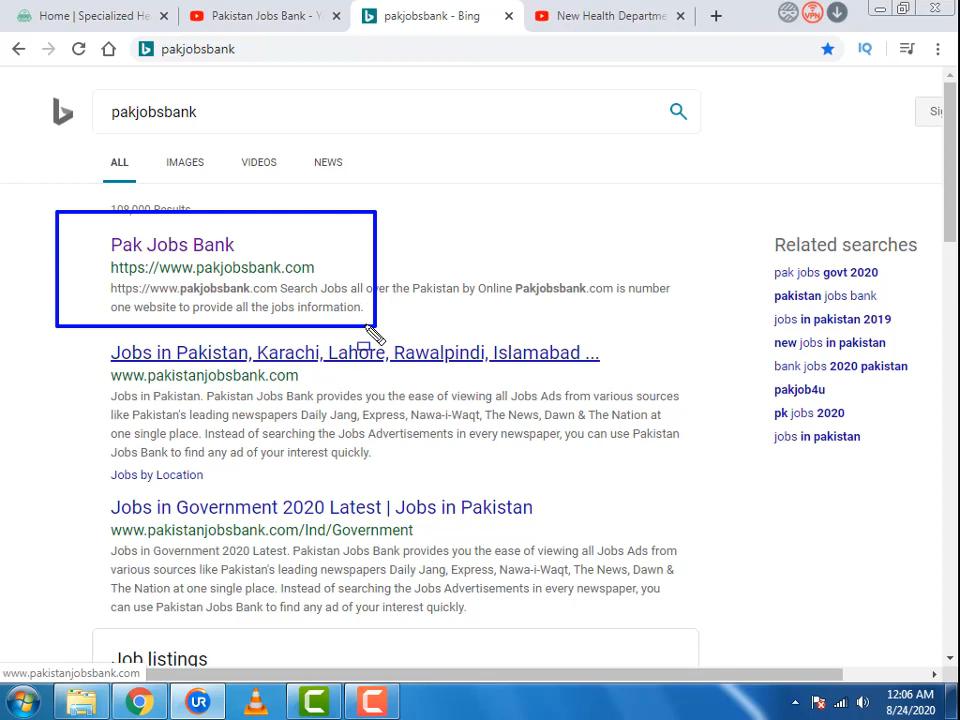 Home | Specialized He
Pakistan Jobs Bank - Y
pakjobsbank - Bing
New Health Departme
VPN
pakjobsbank
IQ
pakjobsbank
Si
ALL
IMAGES
VIDEOS
NEWS
108,000 Results
Pak Jobs Bank
https://www.pakjobsbank.com
https://www.pakjobsbank.com Search Jobs all over the Pakistan by Online Pakjobsbank.com is number
one website to provide all the jobs information.
Jobs in Pakistan, Karachi, Lahore, Rawalpindi, Islamabad ...
www.pakistanjobsbank.com
Jobs in Pakistan. Pakistan Jobs Bank provides you the ease of viewing all Jobs Ads from various sources
like Pakistan's leading newspapers Daily Jang, Express, Nawa-i-Waqt, The News, Dawn & The Nation at
one single place. Instead of searching the Jobs Advertisements in every newspaper, you can use Pakistan
Jobs Bank to find any ad of your interest quickly.
Jobs by Location
Jobs in Government 2020 Latest | Jobs in Pakistan
www.pakistanjobsbank.com/Ind/Government
Jobs in Government 2020 Latest. Pakistan Jobs Bank provides you the ease of viewing all Jobs Ads from
various sources like Pakistan's leading newspapers Daily Jang, Express, Nawa-i-Waqt, The News, Dawn &
The Nation at one single place. Instead of searching the Jobs Advertisements in every newspaper, you
can use Pakistan Jobs Bank to find any ad of your interest quickly.
Job listings
Related searches
pak jobs govt 2020
pakistan jobs bank
jobs in pakistan 2019
new jobs in pakistan
bank jobs 2020 pakistan
pakjob4u
pk jobs 2020
jobs in pakistan
www.pakistanjobsbank.com
UR
12:06 AM
8/24/2020